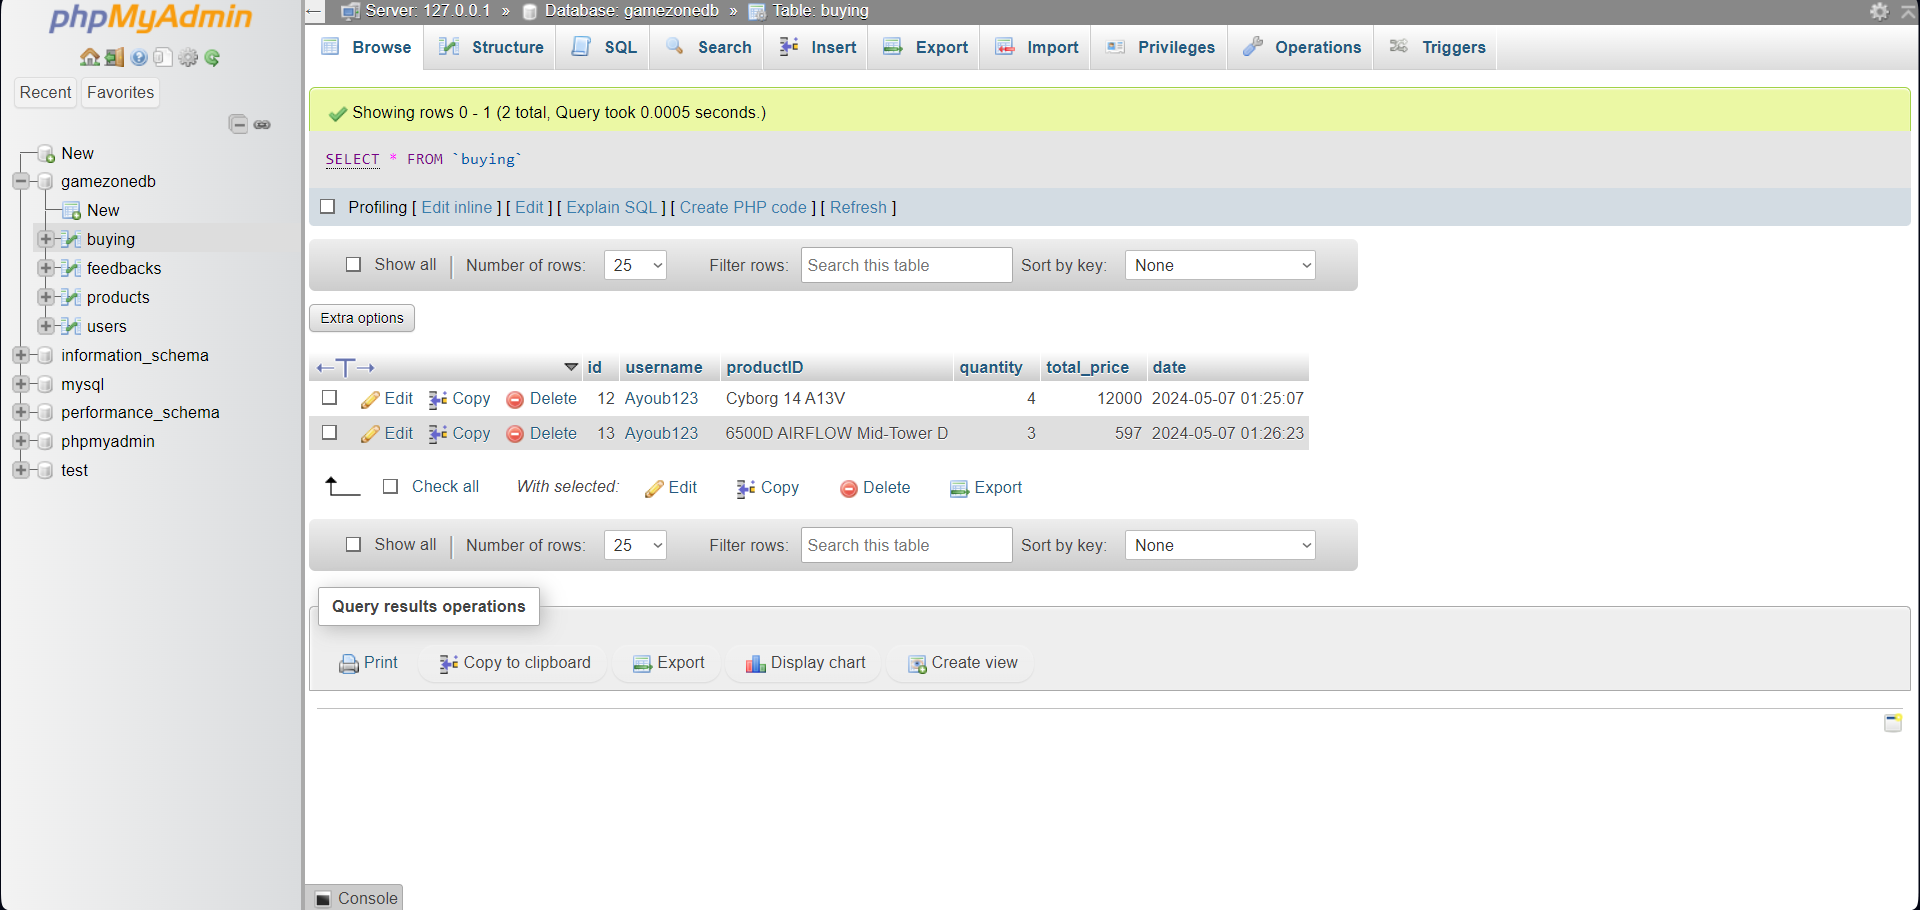 phpMyAdmin
Recent Favorites
New
gamezonedb
New
buying
feedbacks
products
users
information_schema
mysql
performance_schema
phpmyadmin
test
Server: 127.0.0.1 » Database: gamezonedb » Table: buying
Browse Structure SQL Search Insert Export Import Privileges Operations Triggers
Showing rows 0 - 1 (2 total, Query took 0.0005 seconds.)
SELECT * FROM `buying`
Profiling [ Edit inline ] [ Edit ] [ Explain SQL ] [ Create PHP code ] [ Refresh ]
Show all Number of rows: 25 Filter rows: Search this table Sort by key: None
Extra options
id username productID quantity total_price date
Edit Copy Delete 12 Ayoub123 Cyborg 14 A13V 4 12000 2024-05-07 01:25:07
Edit Copy Delete 13 Ayoub123 6500D AIRFLOW Mid-Tower D 3 597 2024-05-07 01:26:23
Check all With selected: Edit Copy Delete Export
Show all Number of rows: 25 Filter rows: Search this table Sort by key: None
Query results operations
Print Copy to clipboard Export Display chart Create view
Console